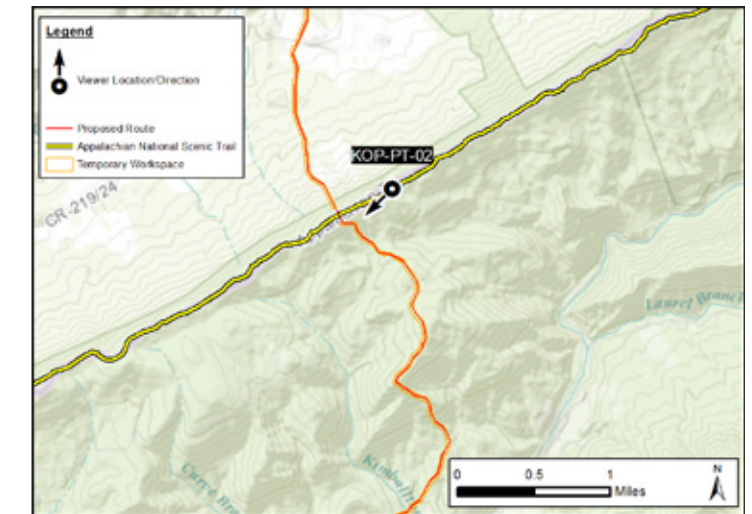 Legend
Viewer Location/Direction
Proposed Route
Appalachian National Scenic Trail
Temporary Workspace
KOP-PT-02
CR-219/24
Laurel Branch
0 0.5 1
Miles
N